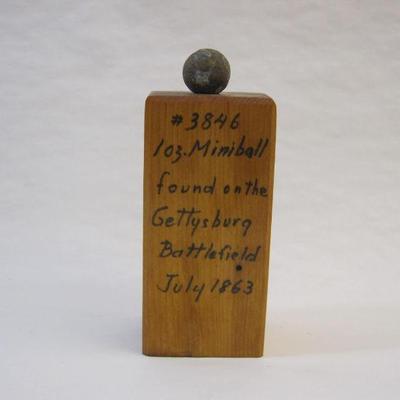 #3846
1oz. Miniball
found on the
Gettysburg
Battlefield
July 1863